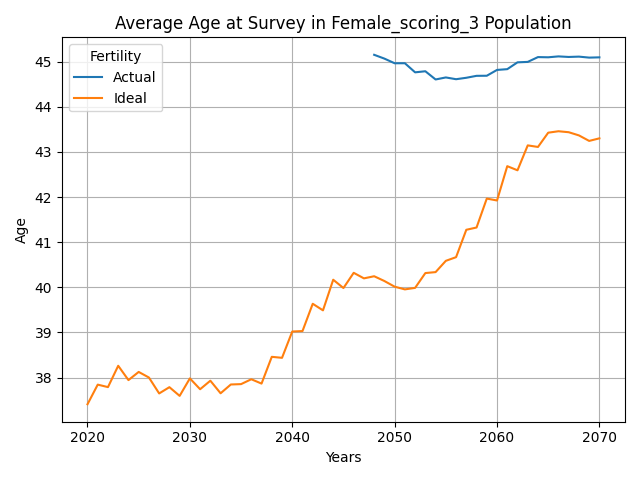 Average Age at Survey in Female_scoring_3 Population
Fertility
Actual
Ideal
45
44
43
42
41
40
39
38
Age
2020
2030
2040
2050
2060
2070
Years